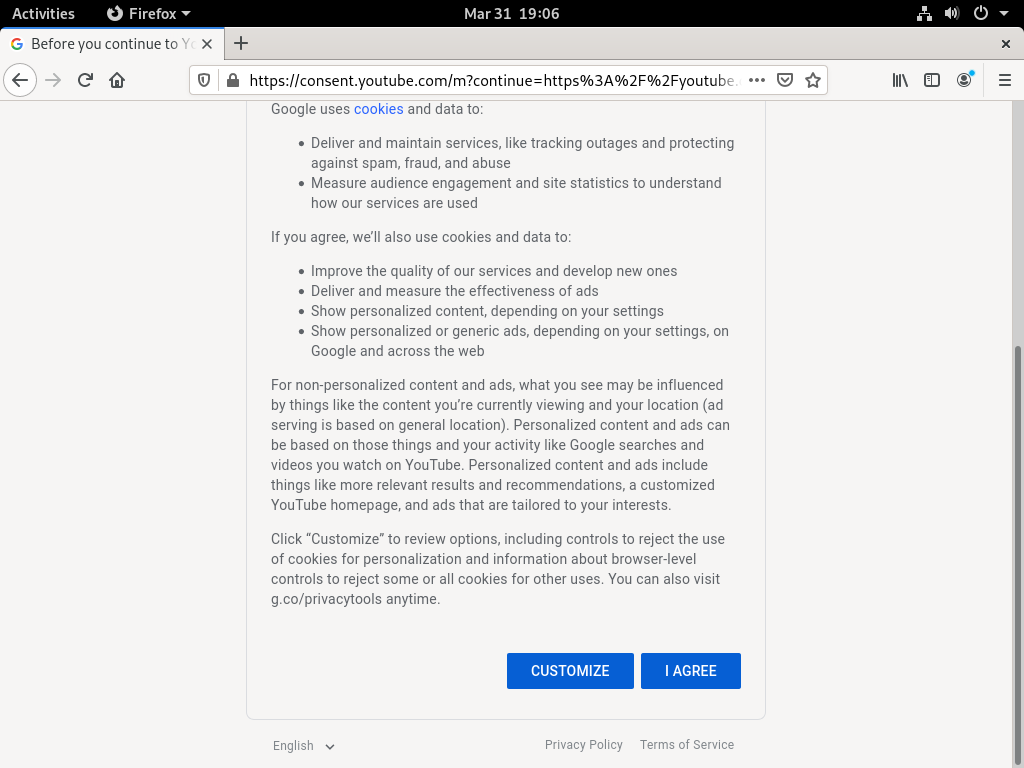 Activities Firefox Mar 31 19:06
Before you continue to Yo
https://consent.youtube.com/m?continue=https%3A%2F%2Fyoutube.
Google uses cookies and data to:
• Deliver and maintain services, like tracking outages and protecting
against spam, fraud, and abuse
• Measure audience engagement and site statistics to understand
how our services are used
If you agree, we’ll also use cookies and data to:
• Improve the quality of our services and develop new ones
• Deliver and measure the effectiveness of ads
• Show personalized content, depending on your settings
• Show personalized or generic ads, depending on your settings, on
Google and across the web
For non-personalized content and ads, what you see may be influenced
by things like the content you’re currently viewing and your location (ad
serving is based on general location). Personalized content and ads can
be based on those things and your activity like Google searches and
videos you watch on YouTube. Personalized content and ads include
things like more relevant results and recommendations, a customized
YouTube homepage, and ads that are tailored to your interests.
Click “Customize” to review options, including controls to reject the use
of cookies for personalization and information about browser-level
controls to reject some or all cookies for other uses. You can also visit
g.co/privacytools anytime.
CUSTOMIZE I AGREE
English Privacy Policy Terms of Service